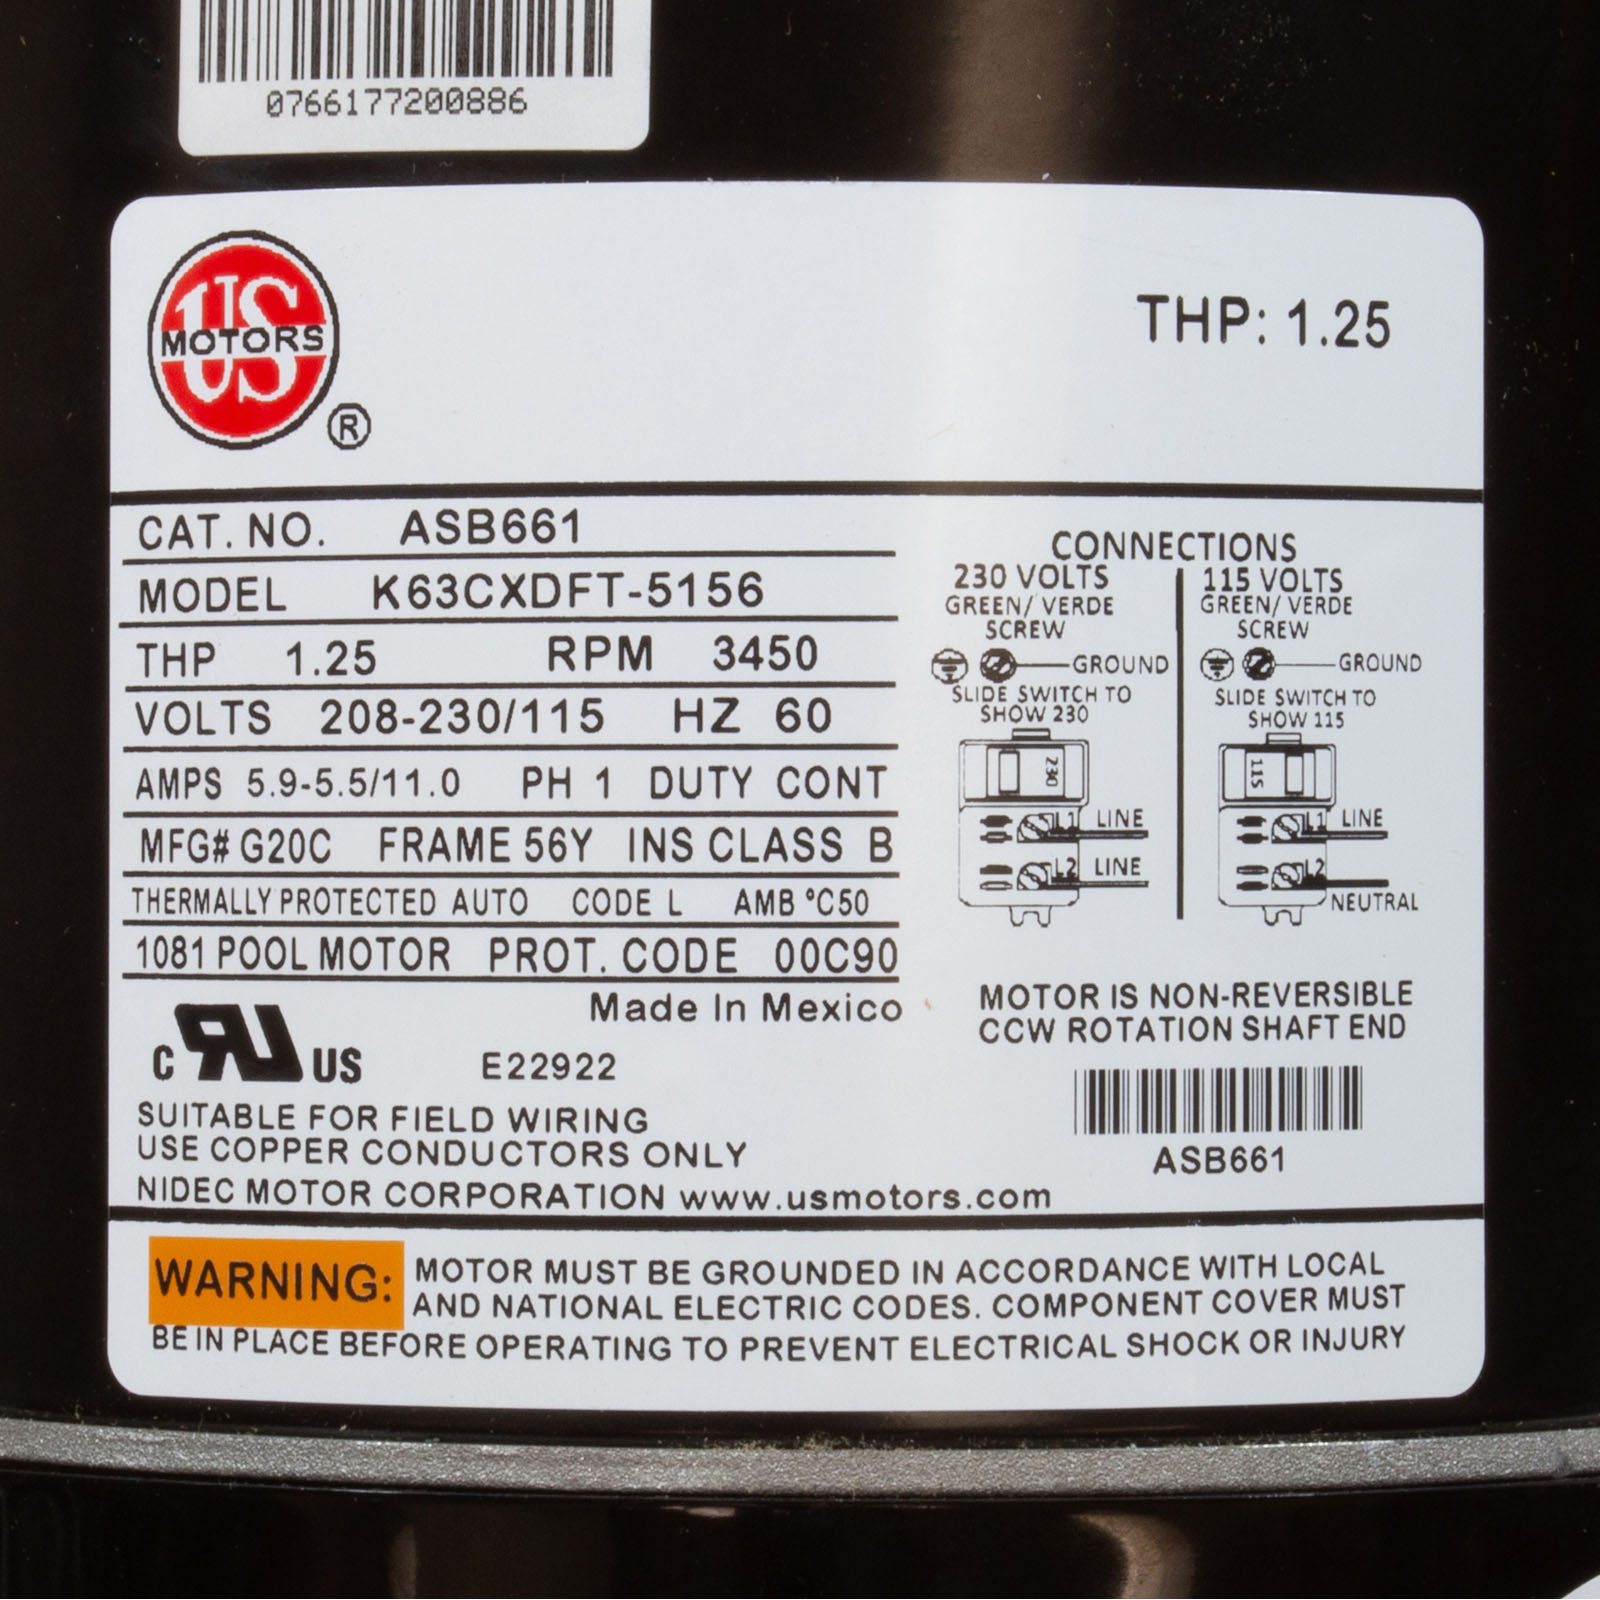 0766177200886
US
MOTORS
®
THP: 1.25
CAT. NO. ASB661
MODEL K63CXDFT-5156
THP 1.25 RPM 3450
VOLTS 208-230/115 HZ 60
AMPS 5.9-5.5/11.0 PH 1 DUTY CONT
MFG# G20C FRAME 56Y INS CLASS B
THERMALLY PROTECTED AUTO CODE L AMB °C50
1081 POOL MOTOR PROT. CODE 00C90
Made In Mexico
C RU US E22922
SUITABLE FOR FIELD WIRING
USE COPPER CONDUCTORS ONLY
NIDEC MOTOR CORPORATION www.usmotors.com
CONNECTIONS
230 VOLTS
GREEN/ VERDE
SCREW
GROUND
SLIDE SWITCH TO
SHOW 230
230
L1 LINE
L2 LINE
115 VOLTS
GREEN/ VERDE
SCREW
GROUND
SLIDE SWITCH TO
SHOW 115
115
L1 LINE
L2
NEUTRAL
MOTOR IS NON-REVERSIBLE
CCW ROTATION SHAFT END
ASB661
WARNING: MOTOR MUST BE GROUNDED IN ACCORDANCE WITH LOCAL
AND NATIONAL ELECTRIC CODES. COMPONENT COVER MUST
BE IN PLACE BEFORE OPERATING TO PREVENT ELECTRICAL SHOCK OR INJURY